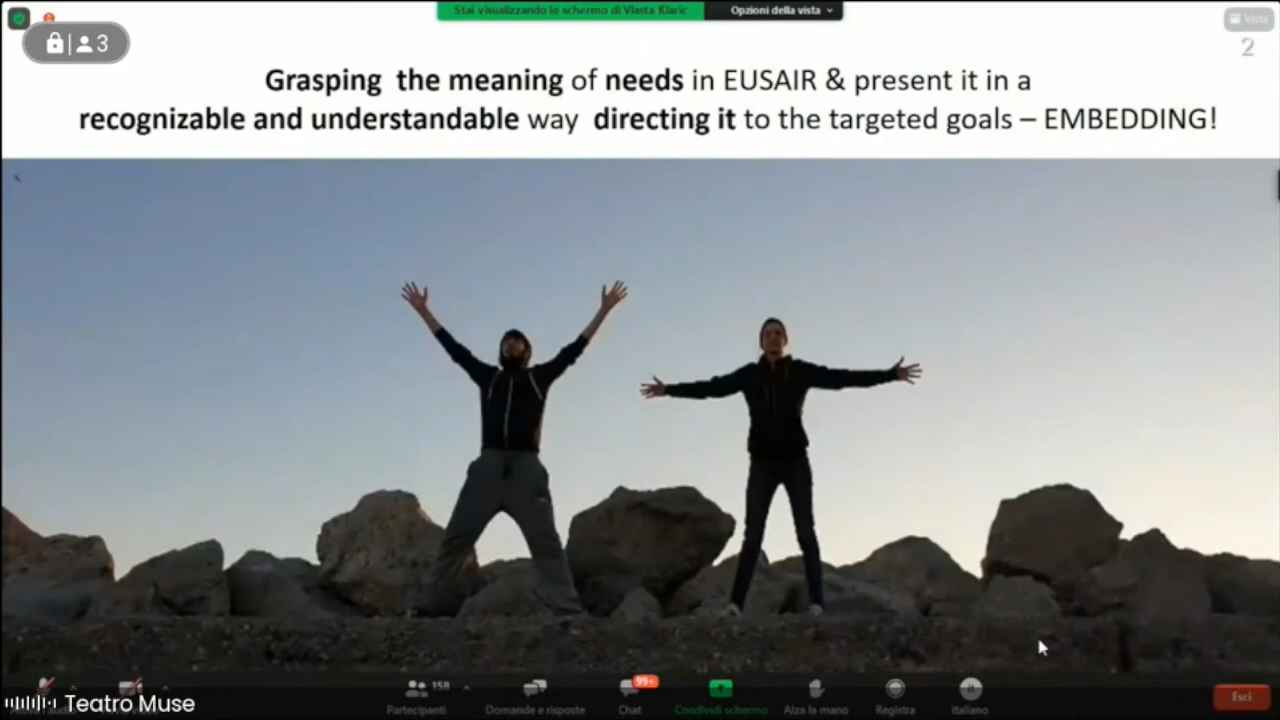 Stai visualizzando lo schermo di Vlasta Klaric
Opzioni della vista
Vista
3
2
Grasping the meaning of needs in EUSAIR & present it in a
recognizable and understandable way directing it to the targeted goals – EMBEDDING!
158
99+
Partecipanti
Domande e risposte
Chat
Condividi schermo
Alza la mano
Registra
italiano
Esci
Teatro Muse